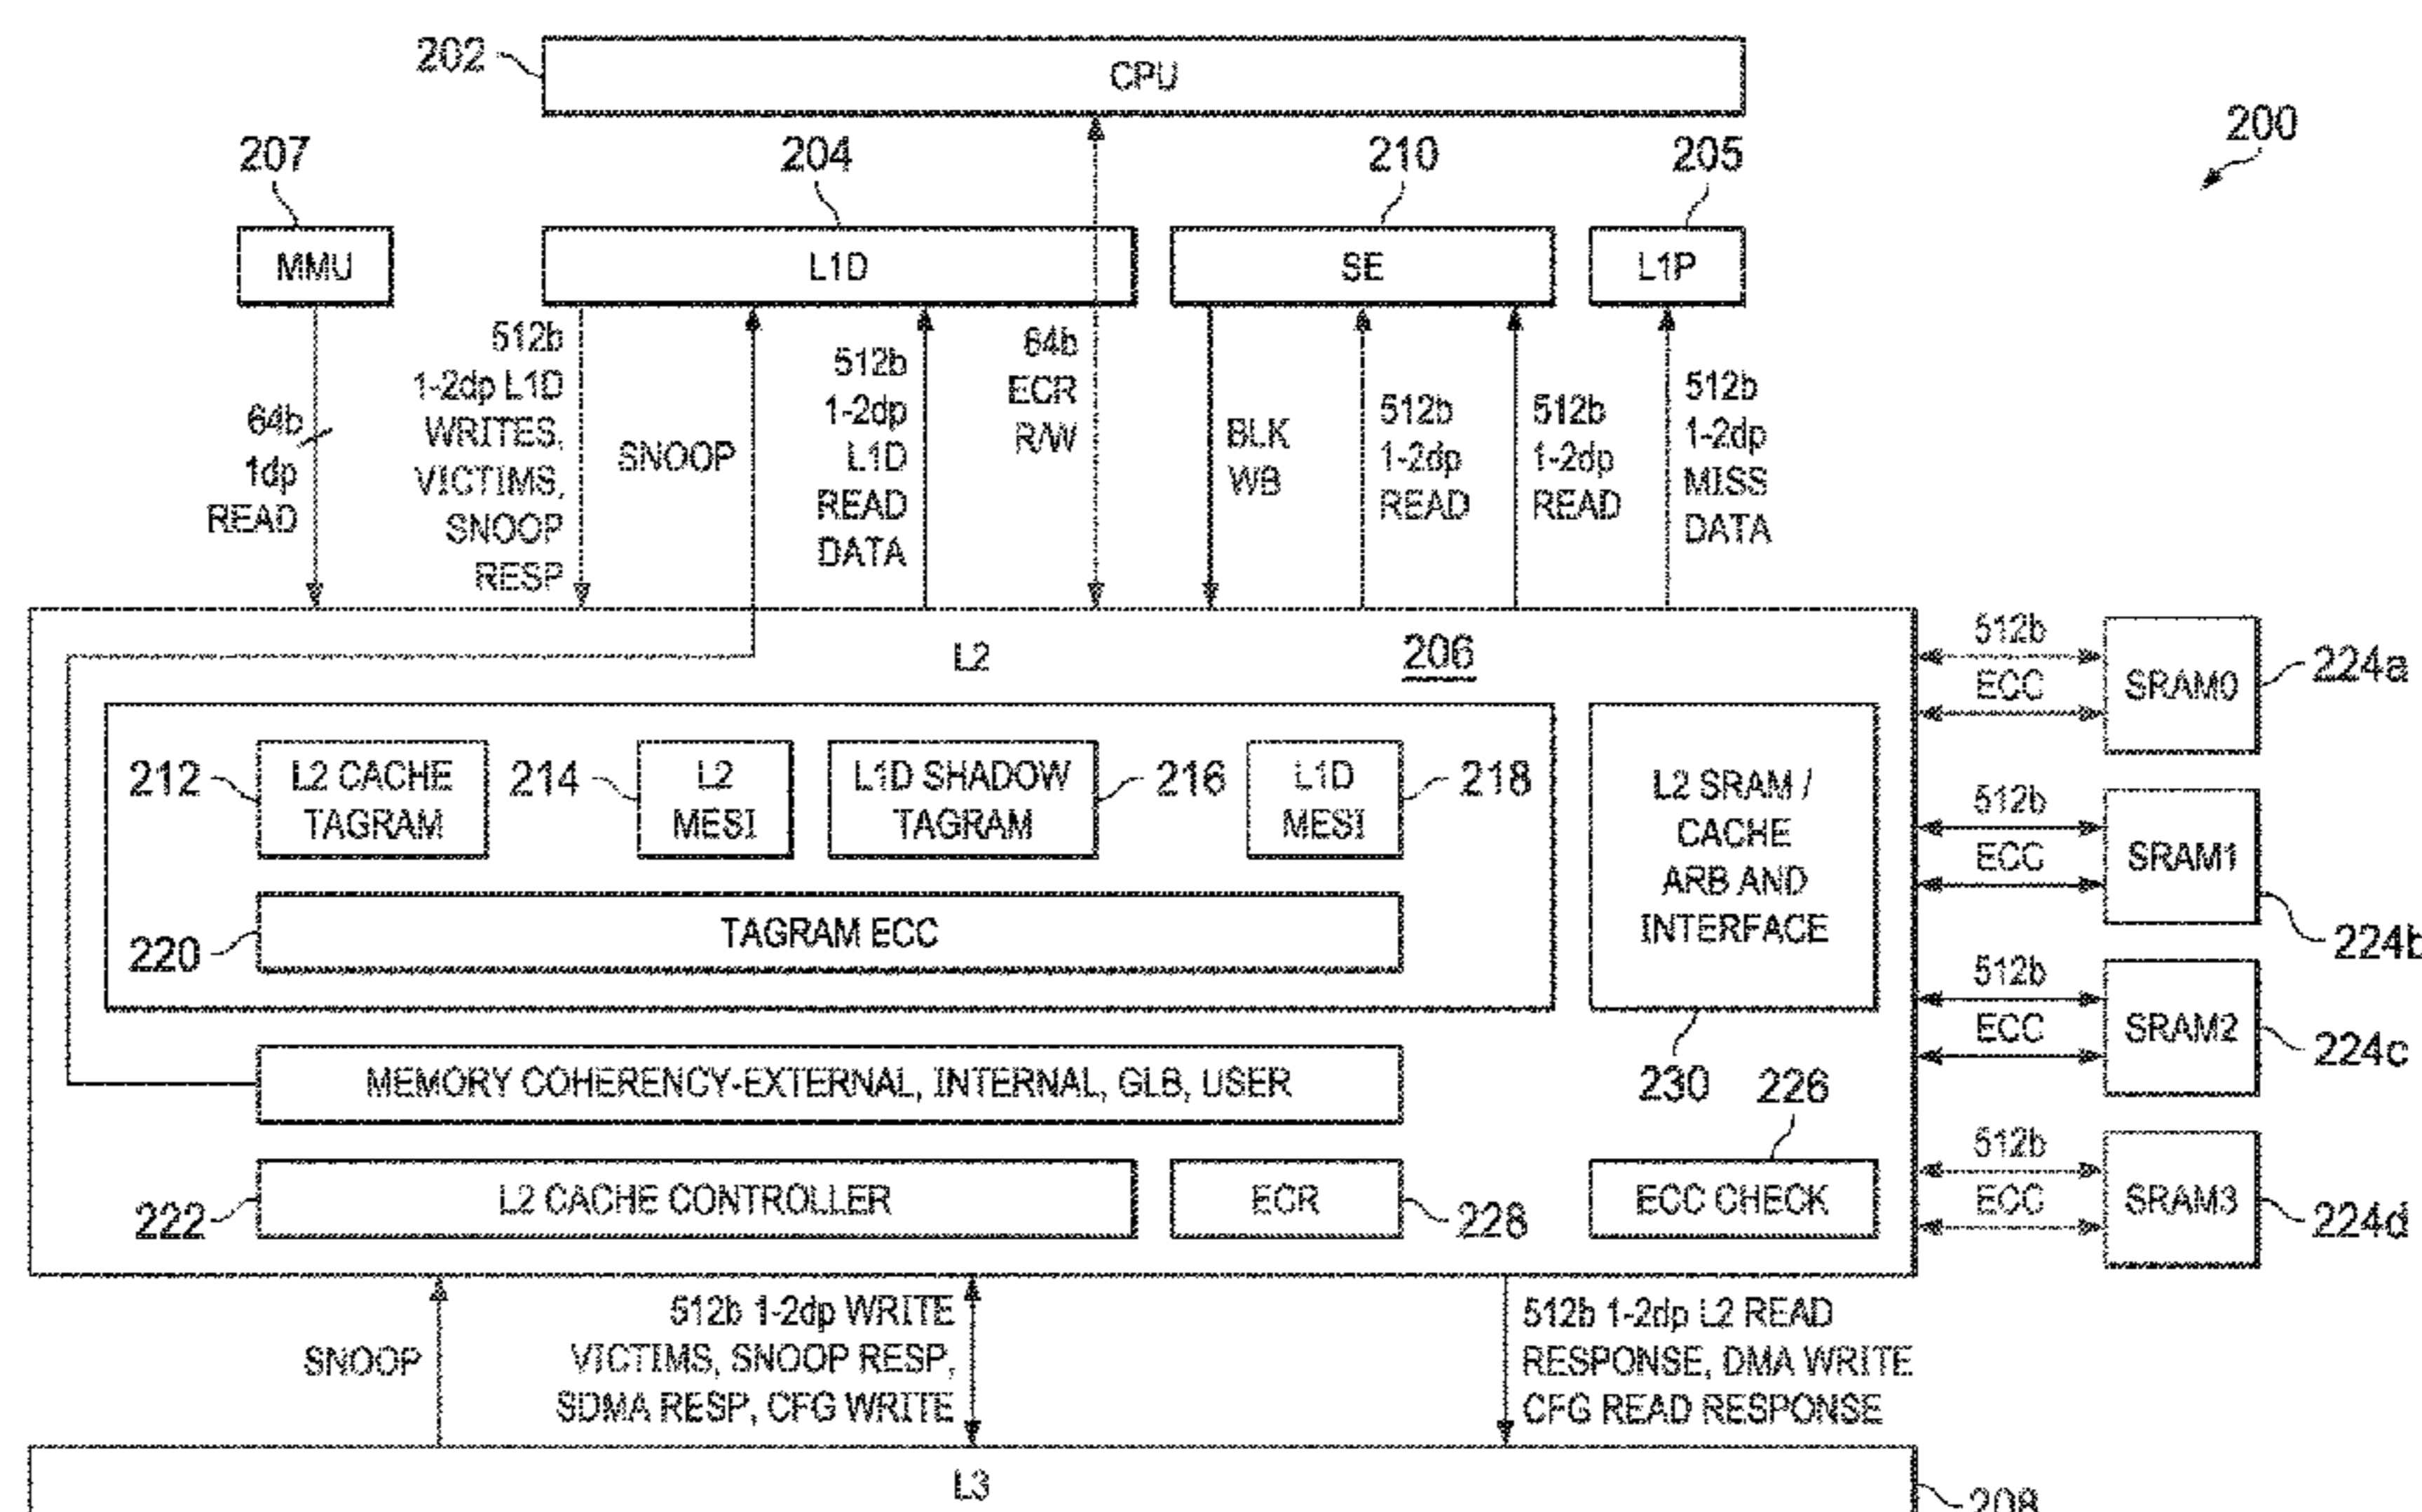 202
CPU
200
207
204
210
205
MMU
L1D
SE
L1P
64b
1dp
READ
512b
1-2dp L1D
WRITES,
VICTIMS,
SNOOP
RESP
SNOOP
512b
1-2dp
L1D
READ
DATA
64b
ECR
R/W
BLK
WB
512b
1-2dp
READ
512b
1-2dp
READ
512b
1-2dp
MISS
DATA
L2
206
212
L2 CACHE
TAGRAM
214
L2
MESI
L1D SHADOW
TAGRAM
216
L1D
MESI
218
L2 SRAM /
CACHE
ARB AND
INTERFACE
220
TAGRAM ECC
MEMORY COHERENCY-EXTERNAL, INTERNAL, GLB, USER
230
226
222
L2 CACHE CONTROLLER
ECR
228
ECC CHECK
512b
ECC
SRAM0
224a
512b
ECC
SRAM1
224b
512b
ECC
SRAM2
224c
512b
ECC
SRAM3
224d
SNOOP
512b 1-2dp WRITE
VICTIMS, SNOOP RESP,
SDMA RESP, CFG WRITE
512b 1-2dp L2 READ
RESPONSE, DMA WRITE
CFG READ RESPONSE
L3
208